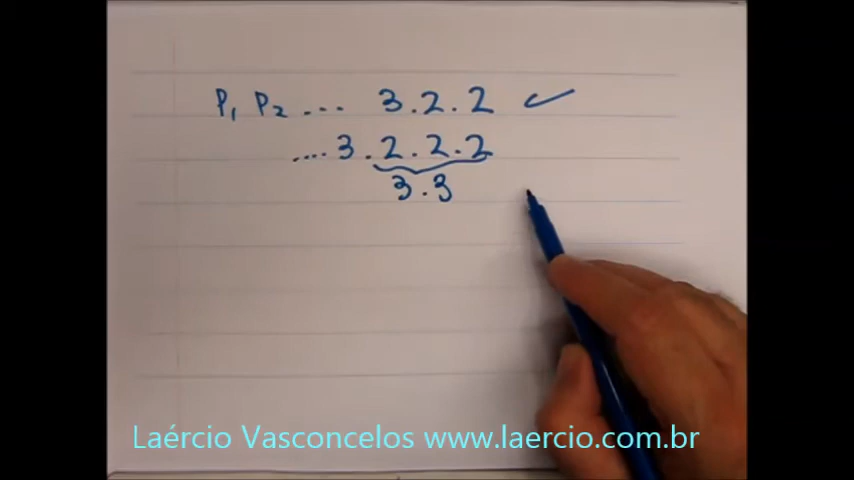 P₁ P₂ ... 3.2.2 ✓
....3.2.2.2
3.3
Laércio Vasconcelos www.laercio.com.br